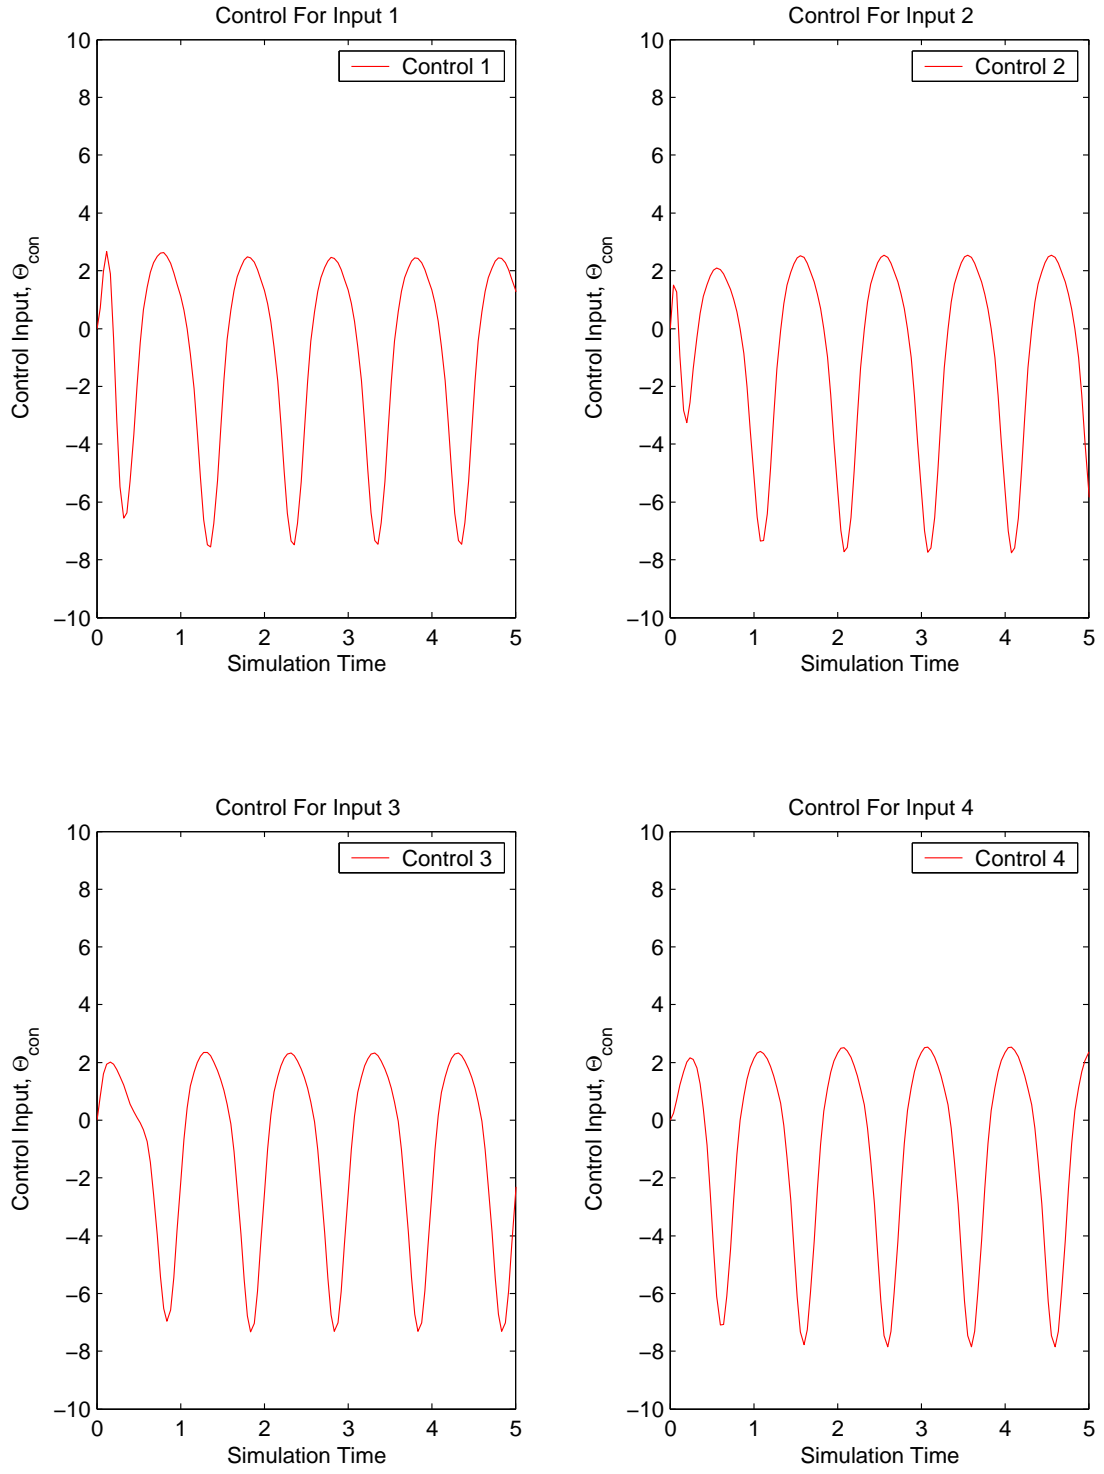 Control For Input 1
10
8
6
4
2
0
−2
−4
−6
−8
−10
0 1 2 3 4 5
Control Input, Θcon
Simulation Time
Control 1
Control For Input 2
10
8
6
4
2
0
−2
−4
−6
−8
−10
0 1 2 3 4 5
Control Input, Θcon
Simulation Time
Control 2
Control For Input 3
10
8
6
4
2
0
−2
−4
−6
−8
−10
0 1 2 3 4 5
Control Input, Θcon
Simulation Time
Control 3
Control For Input 4
10
8
6
4
2
0
−2
−4
−6
−8
−10
0 1 2 3 4 5
Control Input, Θcon
Simulation Time
Control 4